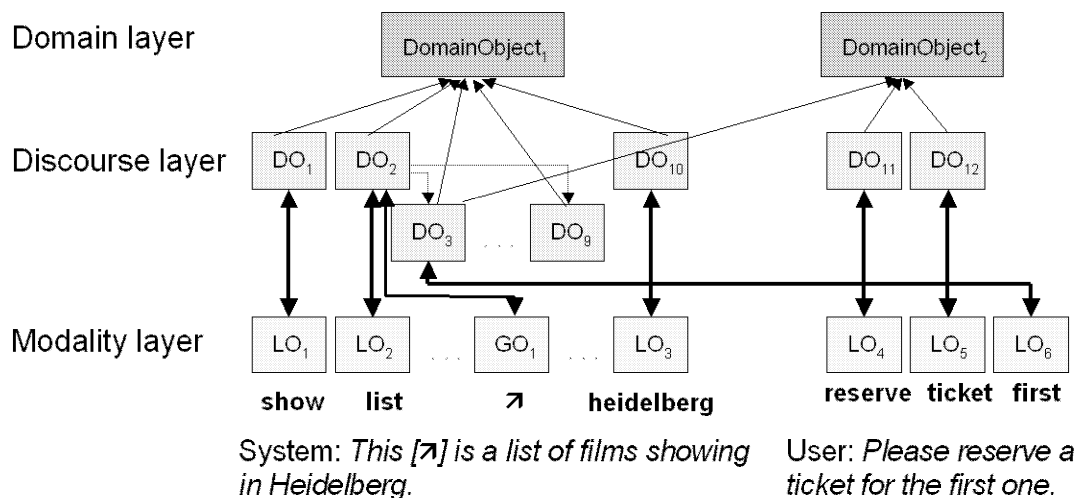 Domain layer
DomainObject₁ DomainObject₂
Discourse layer
DO₁ DO₂ DO₁₀ DO₁₁ DO₁₂
DO₃ . . . DO₉
Modality layer
LO₁ LO₂ . . . GO₁ . . . LO₃ LO₄ LO₅ LO₆
show list ↗ heidelberg reserve ticket first
System: This [↗] is a list of films showing
in Heidelberg.
User: Please reserve a
ticket for the first one.